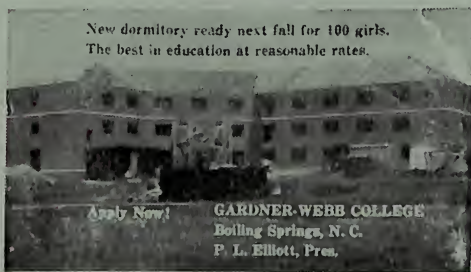 New dormitory ready next fall for 100 girls.
The best in education at reasonable rates.
Apply Now!
GARDNER-WEBB COLLEGE
Boiling Springs, N. C.
P. L. Elliott, Pres.